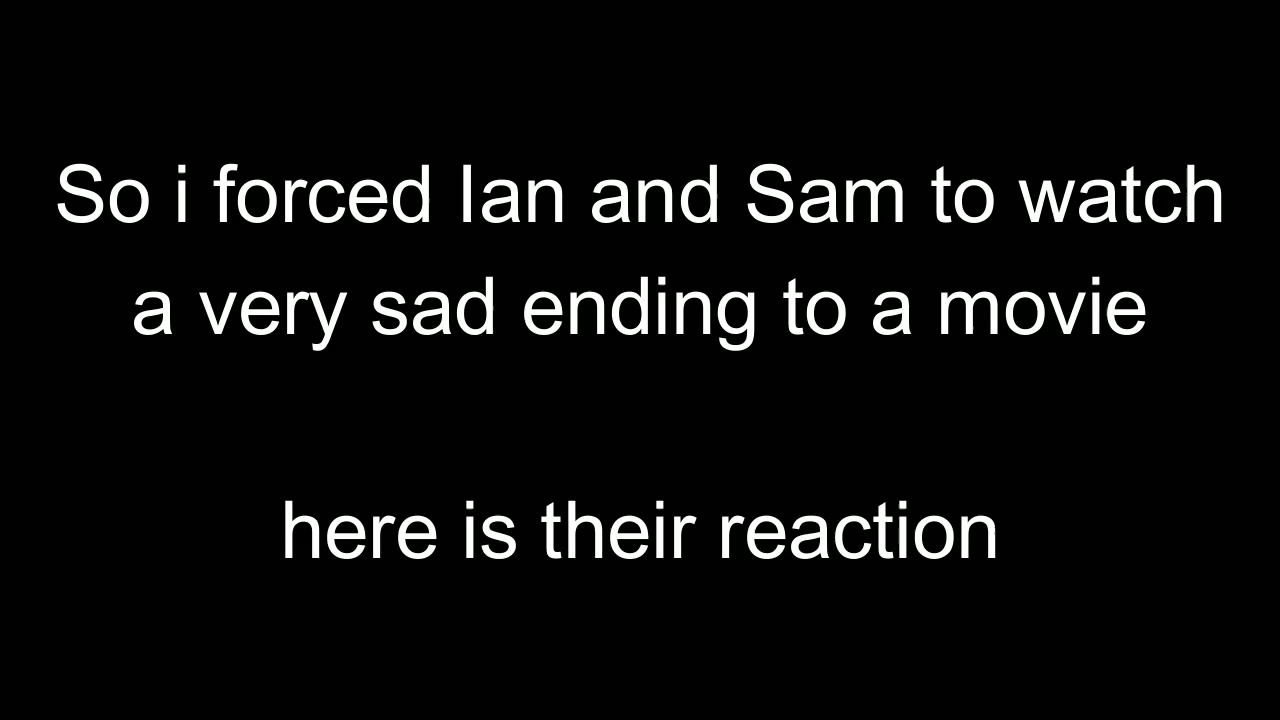 So i forced Ian and Sam to watch
a very sad ending to a movie
here is their reaction